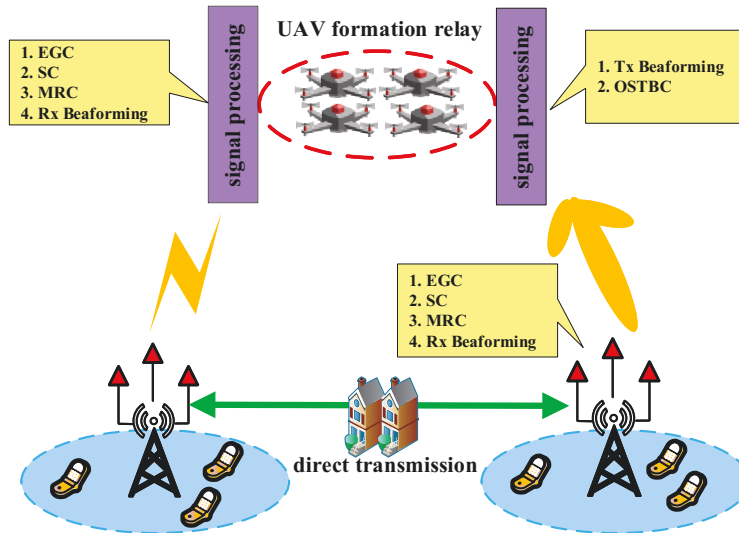 UAV formation relay
1. EGC
2. SC
3. MRC
4. Rx Beaforming
signal processing
signal processing
1. Tx Beaforming
2. OSTBC
1. EGC
2. SC
3. MRC
4. Rx Beaforming
direct transmission